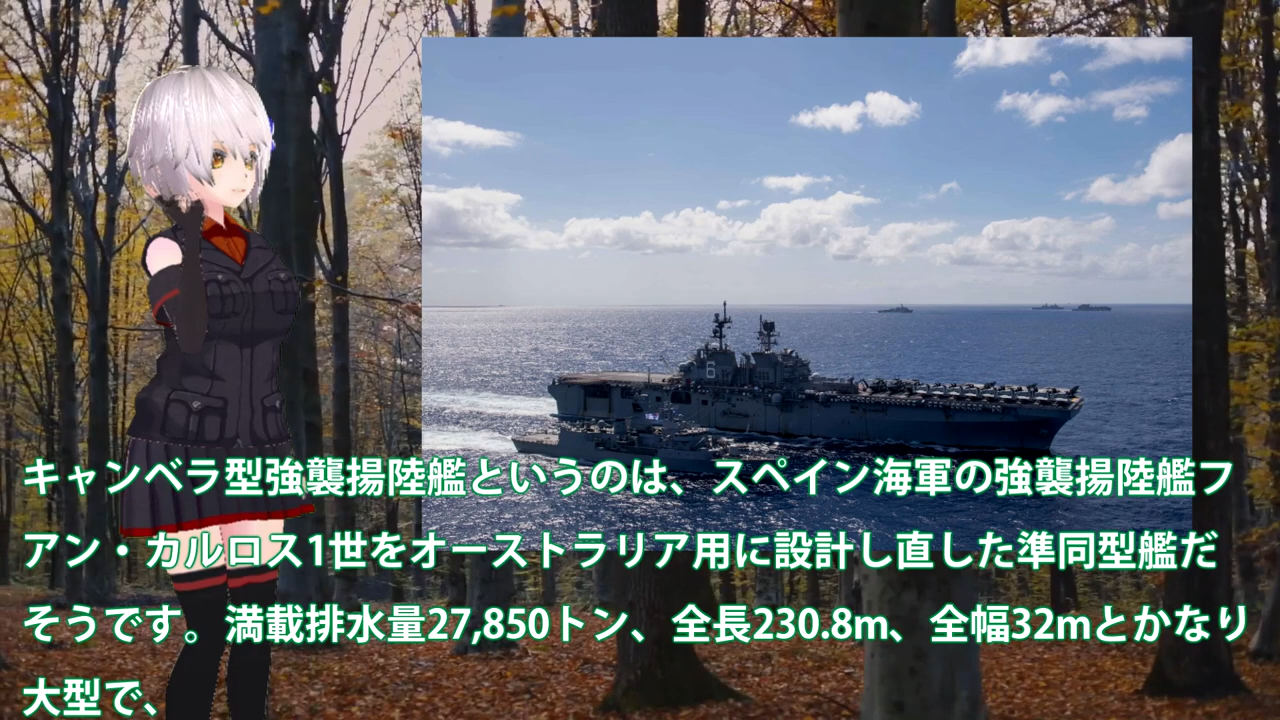 6
キャンベラ型強襲揚陸艦というのは、スペイン海軍の強襲揚陸艦フ
アン・カルロス1世をオーストラリア用に設計し直した準同型艦だ
そうです。満載排水量27,850トン、全長230.8m、全幅32mとかなり
大型で、